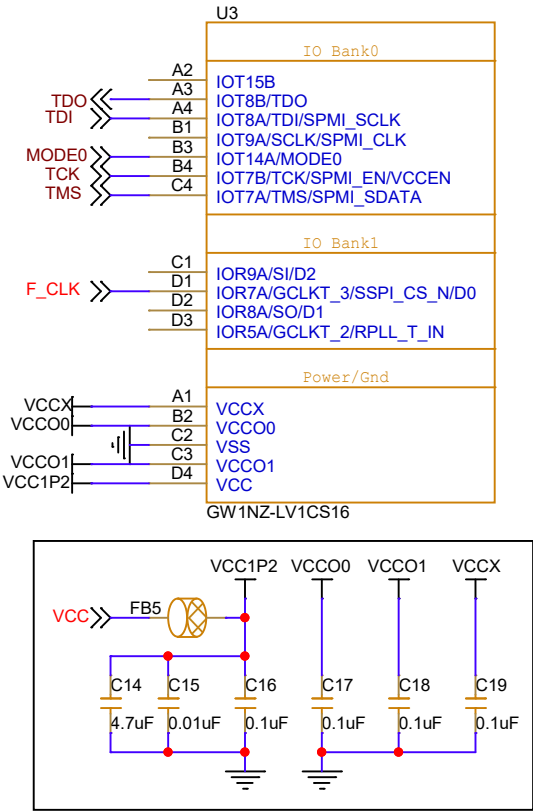 U3
IO Bank0
A2 IOT15B
TDO A3 IOT8B/TDO
TDI A4 IOT8A/TDI/SPMI_SCLK
B1 IOT9A/SCLK/SPMI_CLK
MODE0 B3 IOT14A/MODE0
TCK B4 IOT7B/TCK/SPMI_EN/VCCEN
TMS C4 IOT7A/TMS/SPMI_SDATA
IO Bank1
C1 IOR9A/SI/D2
F_CLK D1 IOR7A/GCLKT_3/SSPI_CS_N/D0
D2 IOR8A/SO/D1
D3 IOR5A/GCLKT_2/RPLL_T_IN
Power/Gnd
VCCX A1 VCCX
VCCO0 B2 VCCO0
C2 VSS
VCCO1 C3 VCCO1
VCC1P2 D4 VCC
GW1NZ-LV1CS16
VCC1P2 VCCO0 VCCO1 VCCX
VCC FB5
C14 C15 C16 C17 C18 C19
4.7uF 0.01uF 0.1uF 0.1uF 0.1uF 0.1uF